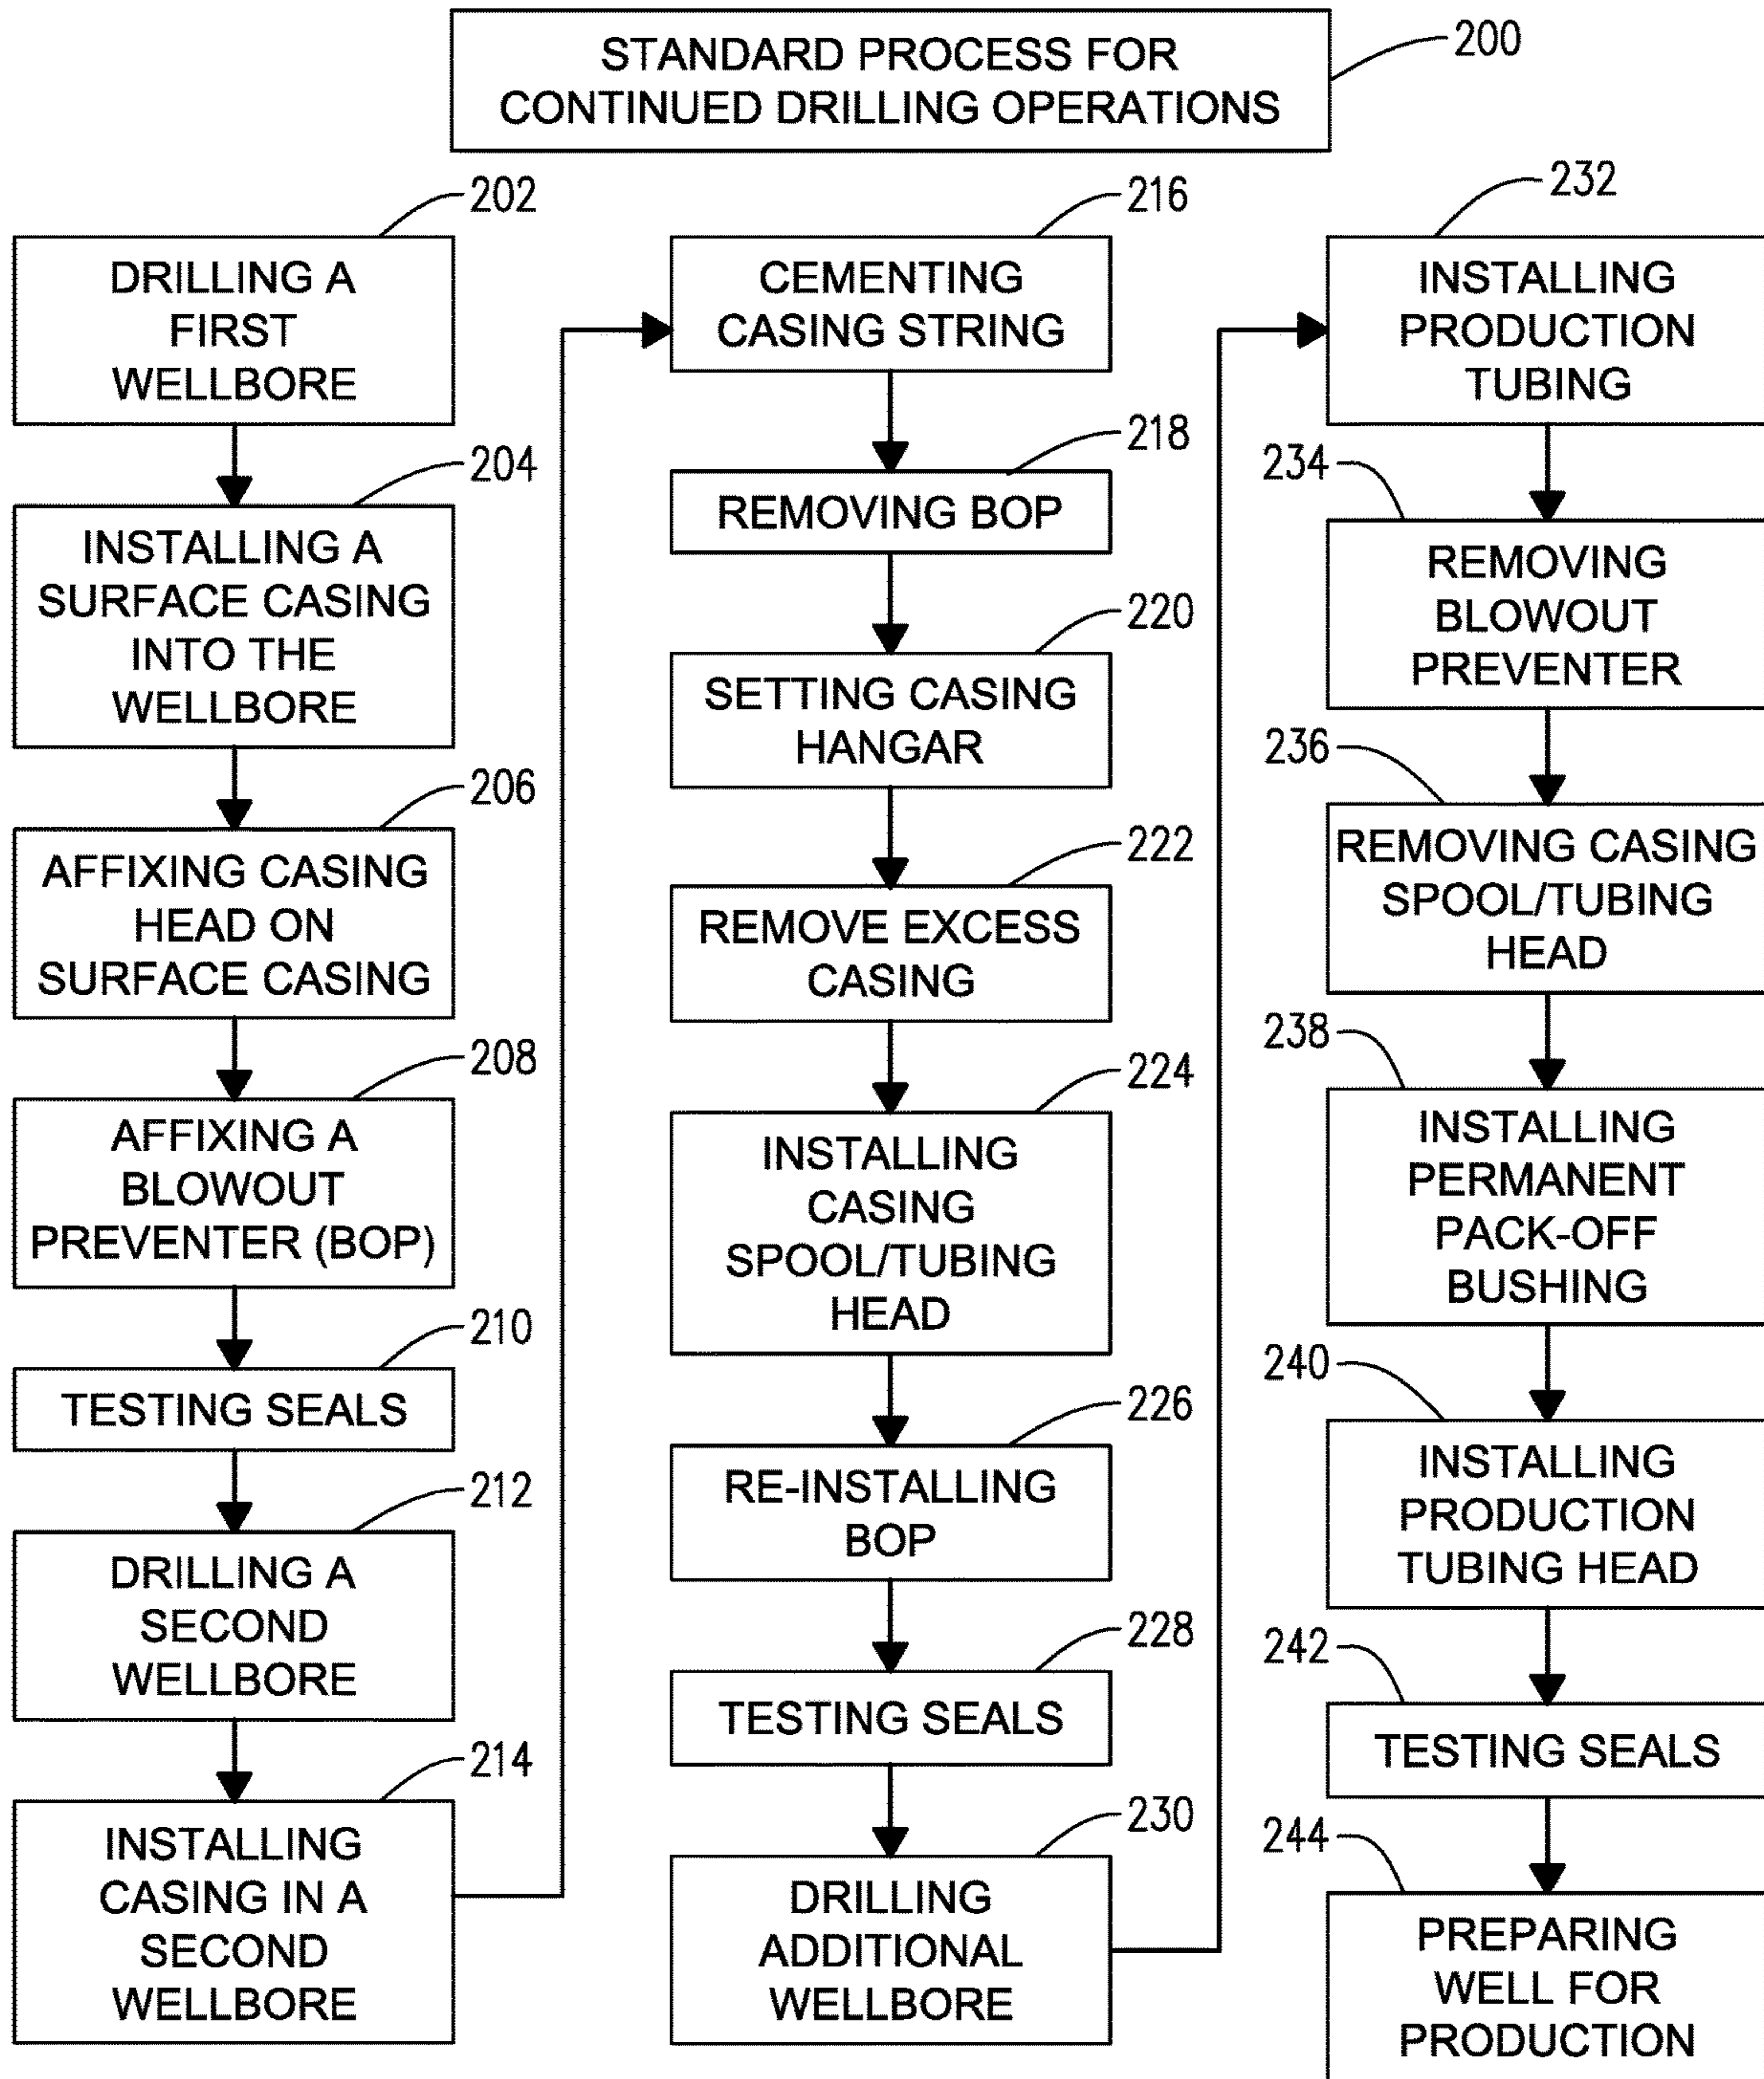 STANDARD PROCESS FOR
CONTINUED DRILLING OPERATIONS
200
202
DRILLING A
FIRST
WELLBORE
204
INSTALLING A
SURFACE CASING
INTO THE
WELLBORE
206
AFFIXING CASING
HEAD ON
SURFACE CASING
208
AFFIXING A
BLOWOUT
PREVENTER (BOP)
210
TESTING SEALS
212
DRILLING A
SECOND
WELLBORE
214
INSTALLING
CASING IN A
SECOND
WELLBORE
216
CEMENTING
CASING STRING
218
REMOVING BOP
220
SETTING CASING
HANGAR
222
REMOVE EXCESS
CASING
224
INSTALLING
CASING
SPOOL/TUBING
HEAD
226
RE-INSTALLING
BOP
228
TESTING SEALS
230
DRILLING
ADDITIONAL
WELLBORE
232
INSTALLING
PRODUCTION
TUBING
234
REMOVING
BLOWOUT
PREVENTER
236
REMOVING CASING
SPOOL/TUBING
HEAD
238
INSTALLING
PERMANENT
PACK-OFF
BUSHING
240
INSTALLING
PRODUCTION
TUBING HEAD
242
TESTING SEALS
244
PREPARING
WELL FOR
PRODUCTION